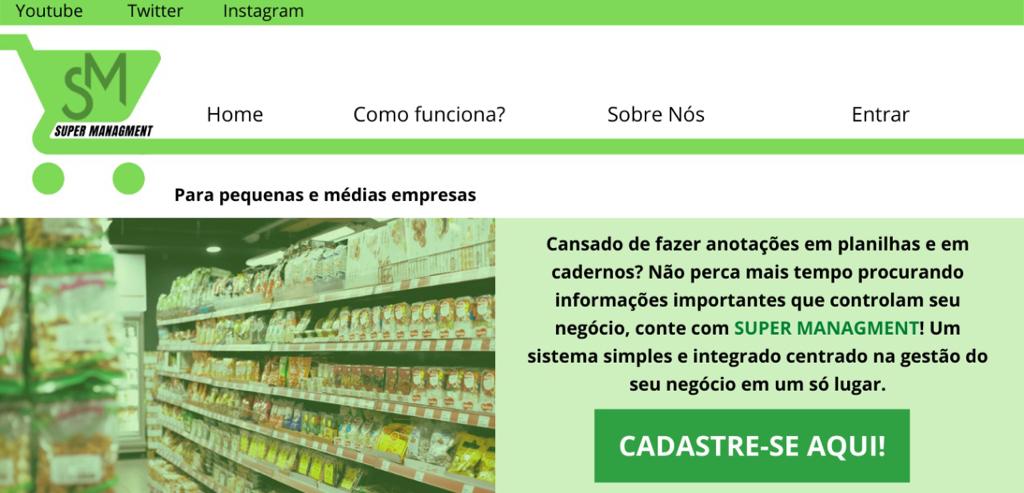 Youtube Twitter Instagram
SM
SUPER MANAGMENT
Home Como funciona? Sobre Nós Entrar
Para pequenas e médias empresas
Cansado de fazer anotações em planilhas e em
cadernos? Não perca mais tempo procurando
informações importantes que controlam seu
negócio, conte com SUPER MANAGMENT! Um
sistema simples e integrado centrado na gestão do
seu negócio em um só lugar.
CADASTRE-SE AQUI!